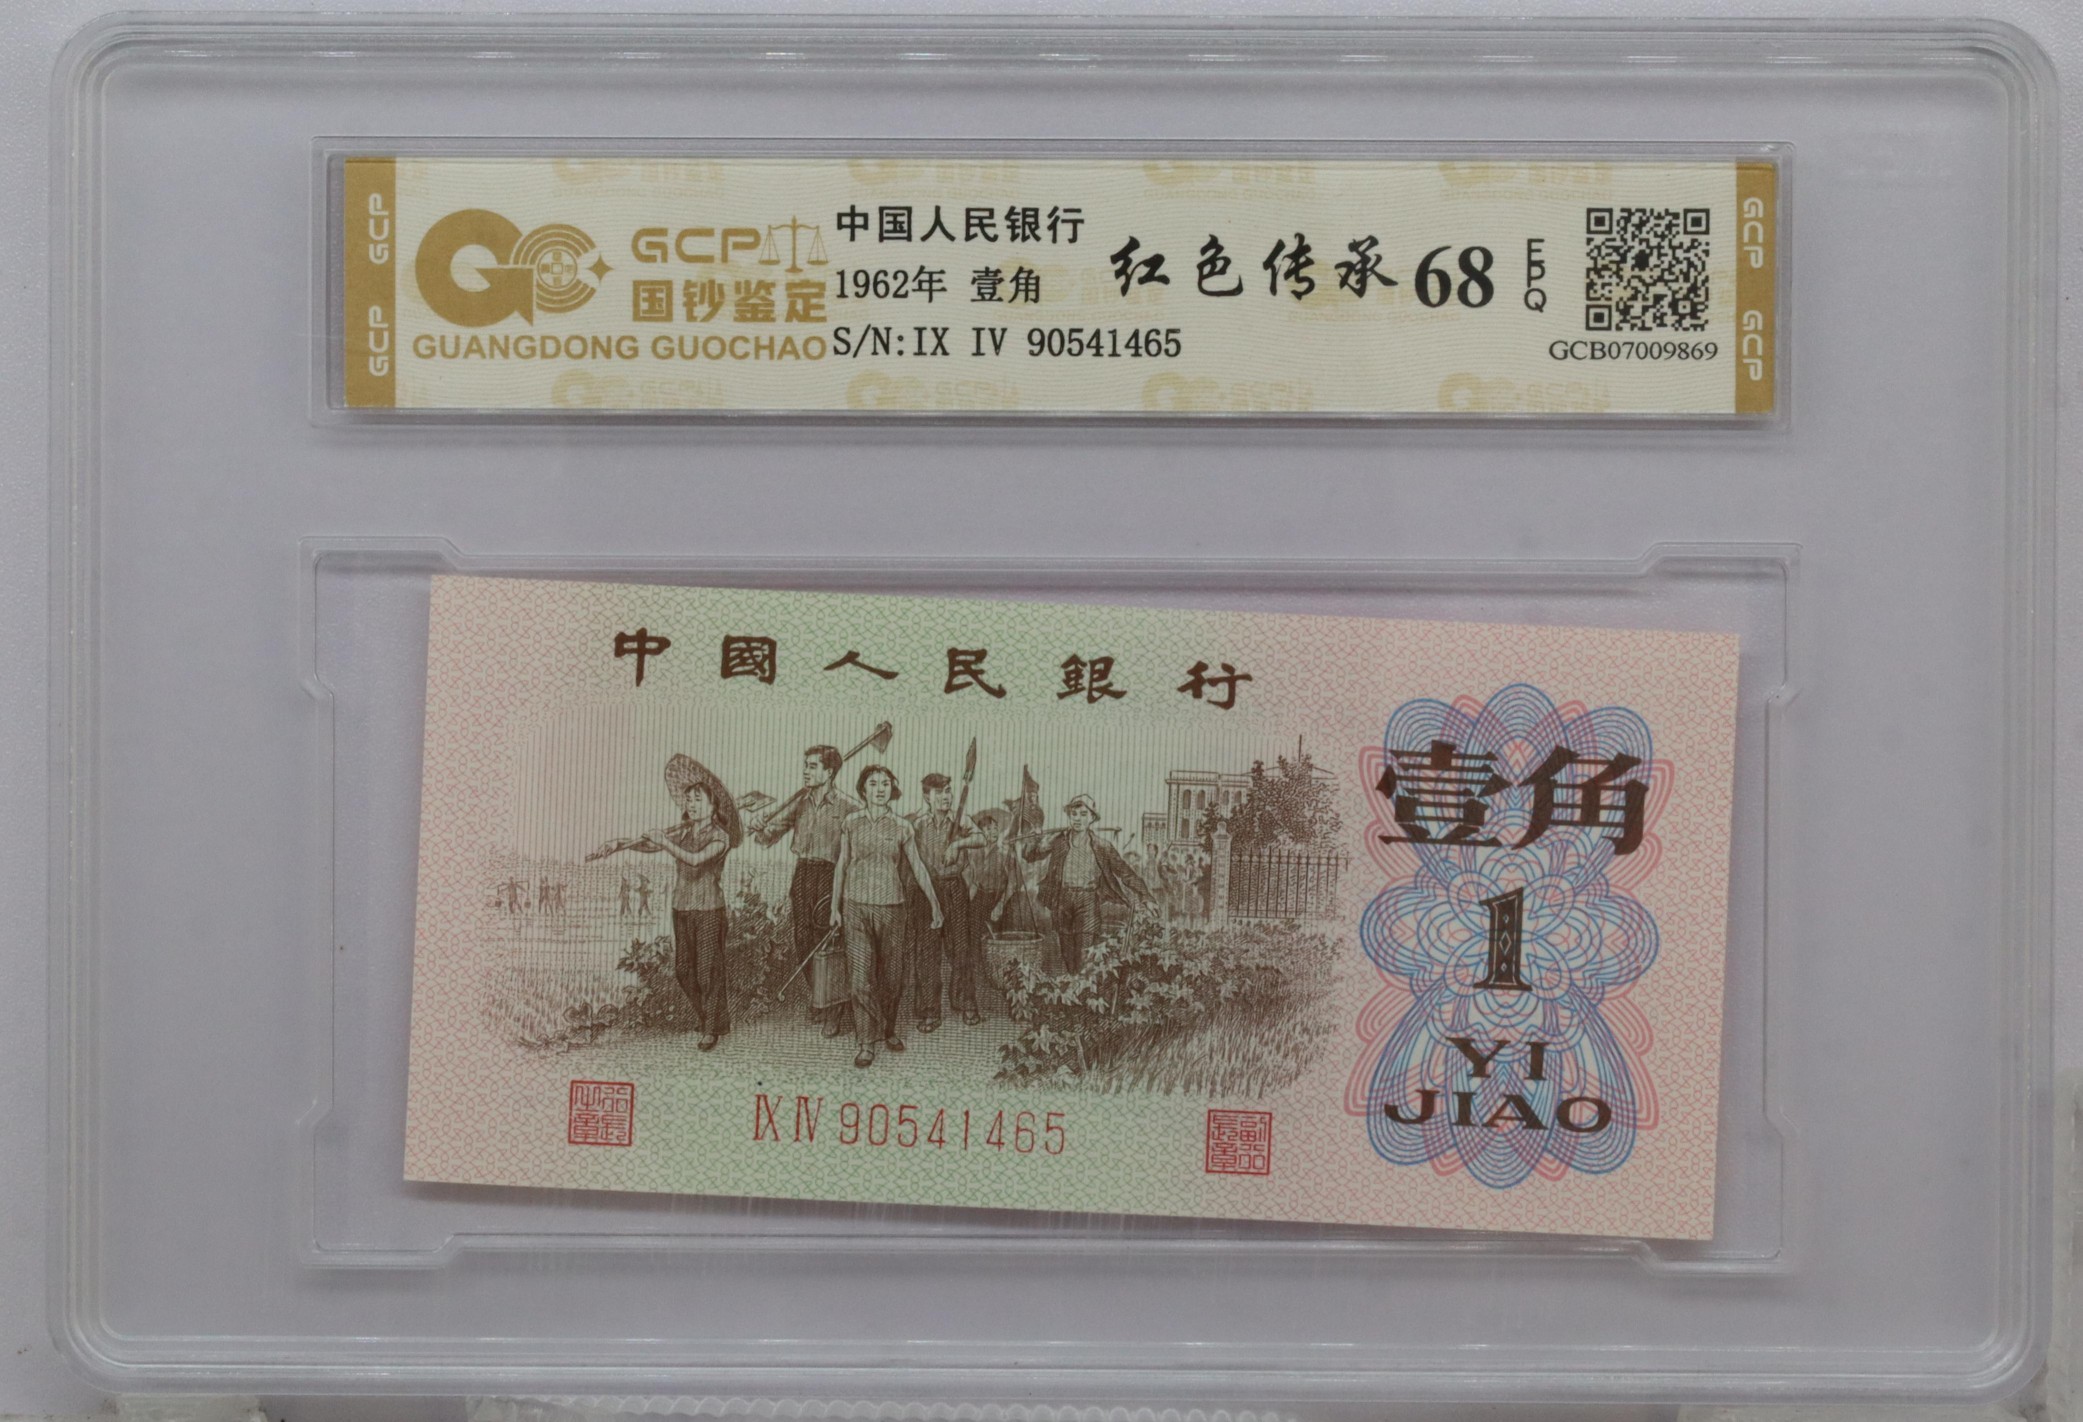 GCP
GCP
GCP
国钞鉴定
GUANGDONG GUOCHAO
中国人民银行
1962年 壹角
S/N:IX IV 90541465
红色传承 68 EPQ
GCB07009869
GCP
GCP
中國人民銀行
壹角
1
YI
JIAO
IX IV 90541465